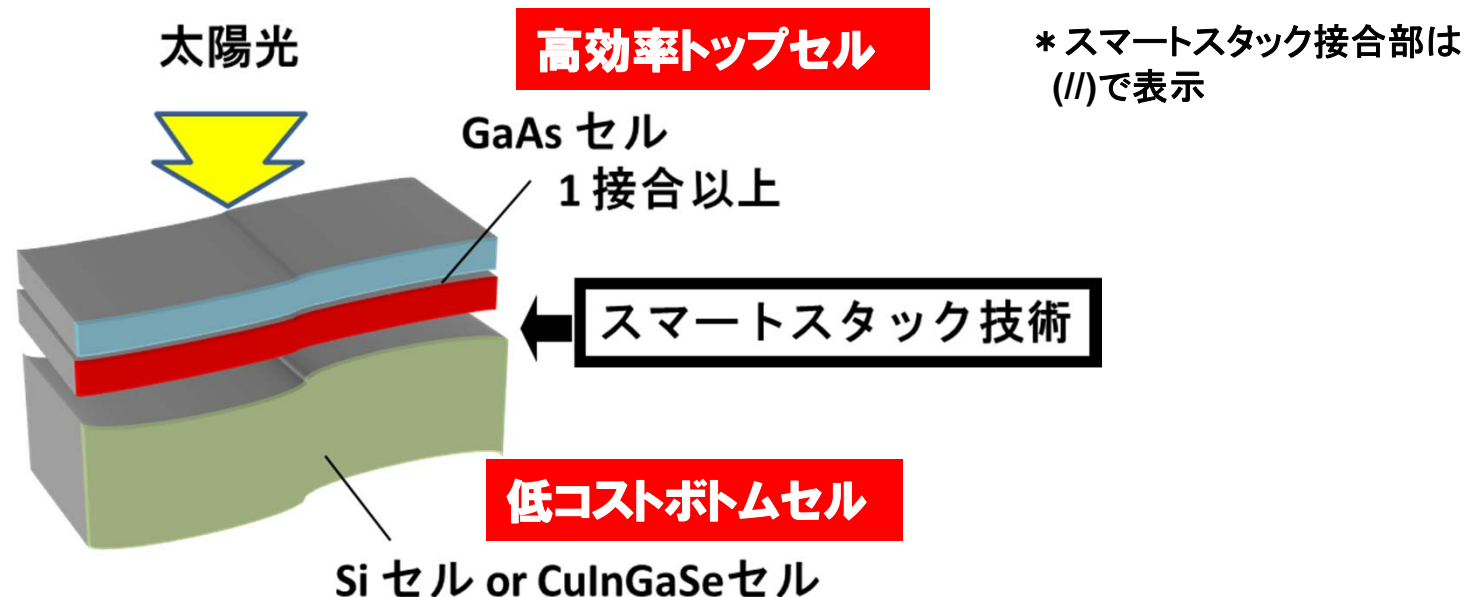 太陽光
高効率トップセル
＊スマートスタック接合部は
(//)で表示
GaAs セル
1 接合以上
スマートスタック技術
低コストボトムセル
Si セル or CuInGaSeセル